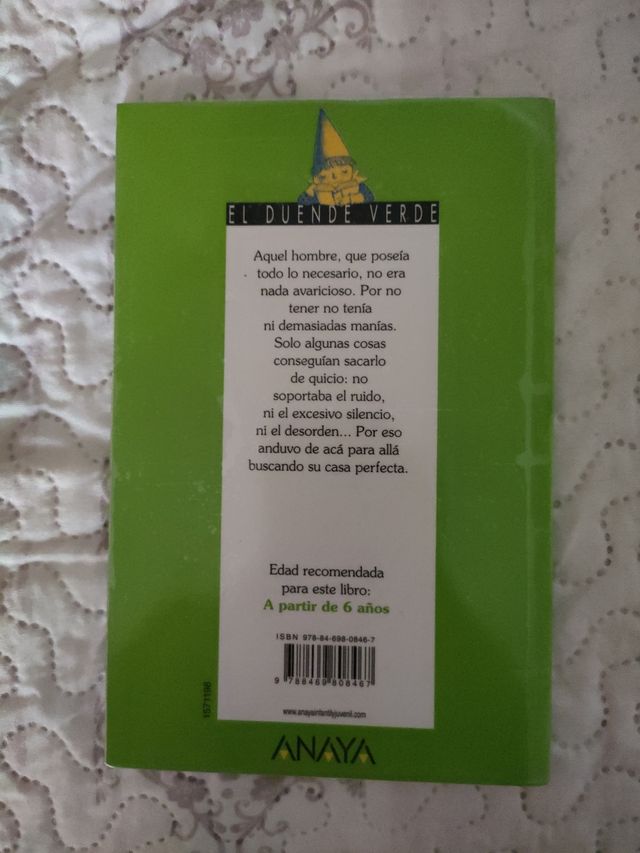 EL DUENDE VERDE
Aquel hombre, que poseía
todo lo necesario, no era
nada avaricioso. Por no
tener no tenía
ni demasiadas manías.
Solo algunas cosas
conseguían sacarlo
de quicio: no
soportaba el ruido,
ni el excesivo silencio,
ni el desorden... Por eso
anduvo de acá para allá
buscando su casa perfecta.
Edad recomendada
para este libro:
A partir de 6 años
ISBN 978-84-698-0846-7
9 788469 808467
1571198
www.anayainfantilyjuvenil.com
ANAYA